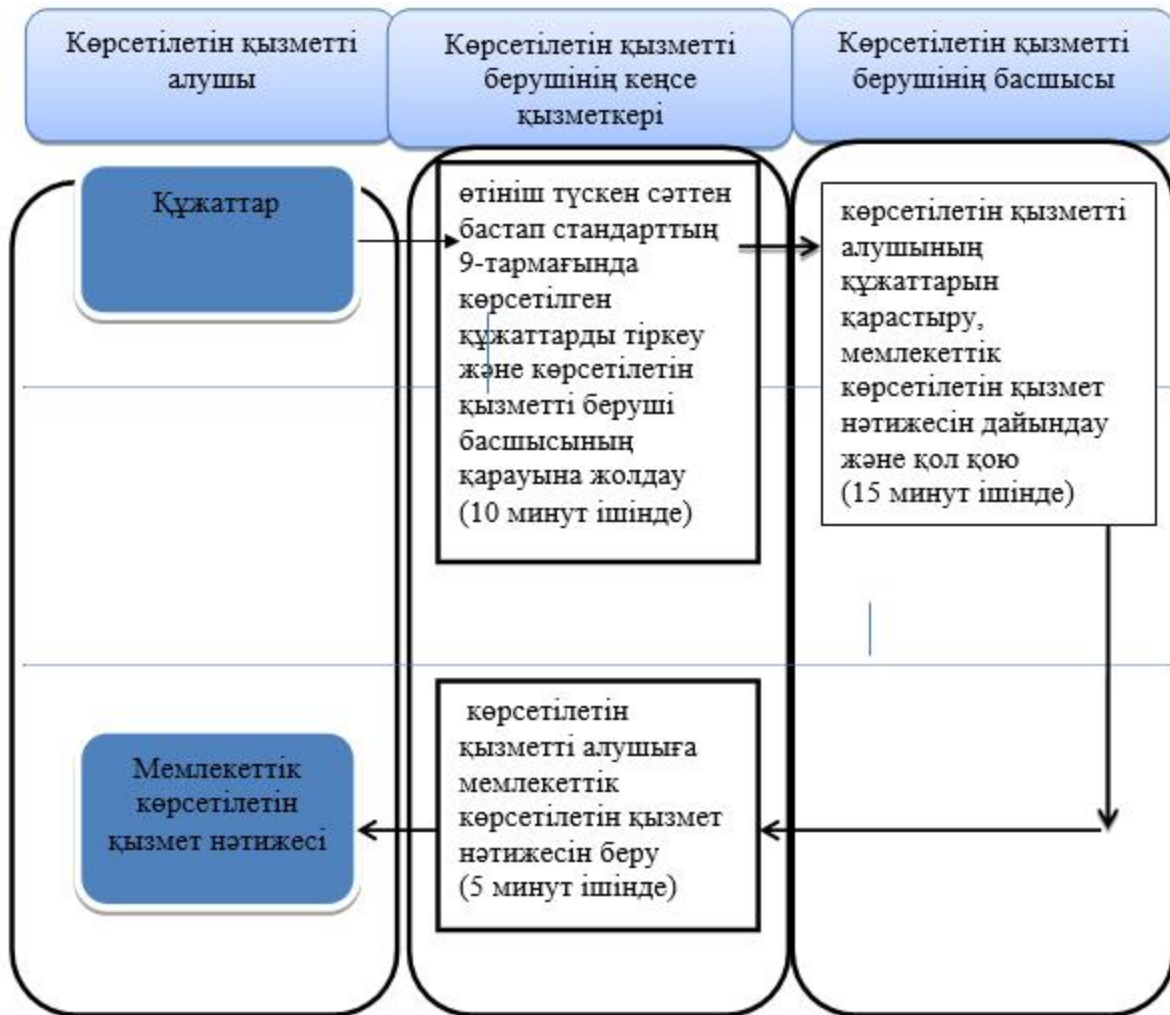 Көрсетілетін қызметті
алушы
Көрсетілетін қызметті
берушінің кеңсе
қызметкері
Көрсетілетін қызметті
берушінің басшысы
Құжаттар
өтініш түскен сәттен
бастап стандарттың
9-тармағында
көрсетілген
құжаттарды тіркеу
және көрсетілетін
қызметті беруші
басшысының
қарауына жолдау
(10 минут ішінде)
көрсетілетін қызметті
алушының
құжаттарын
қарастыру,
мемлекеттік
көрсетілетін қызмет
нәтижесін дайындау
және қол қою
(15 минут ішінде)
Мемлекеттік
көрсетілетін
қызмет нәтижесі
көрсетілетін
қызметті алушыға
мемлекеттік
көрсетілетін қызмет
нәтижесін беру
(5 минут ішінде)